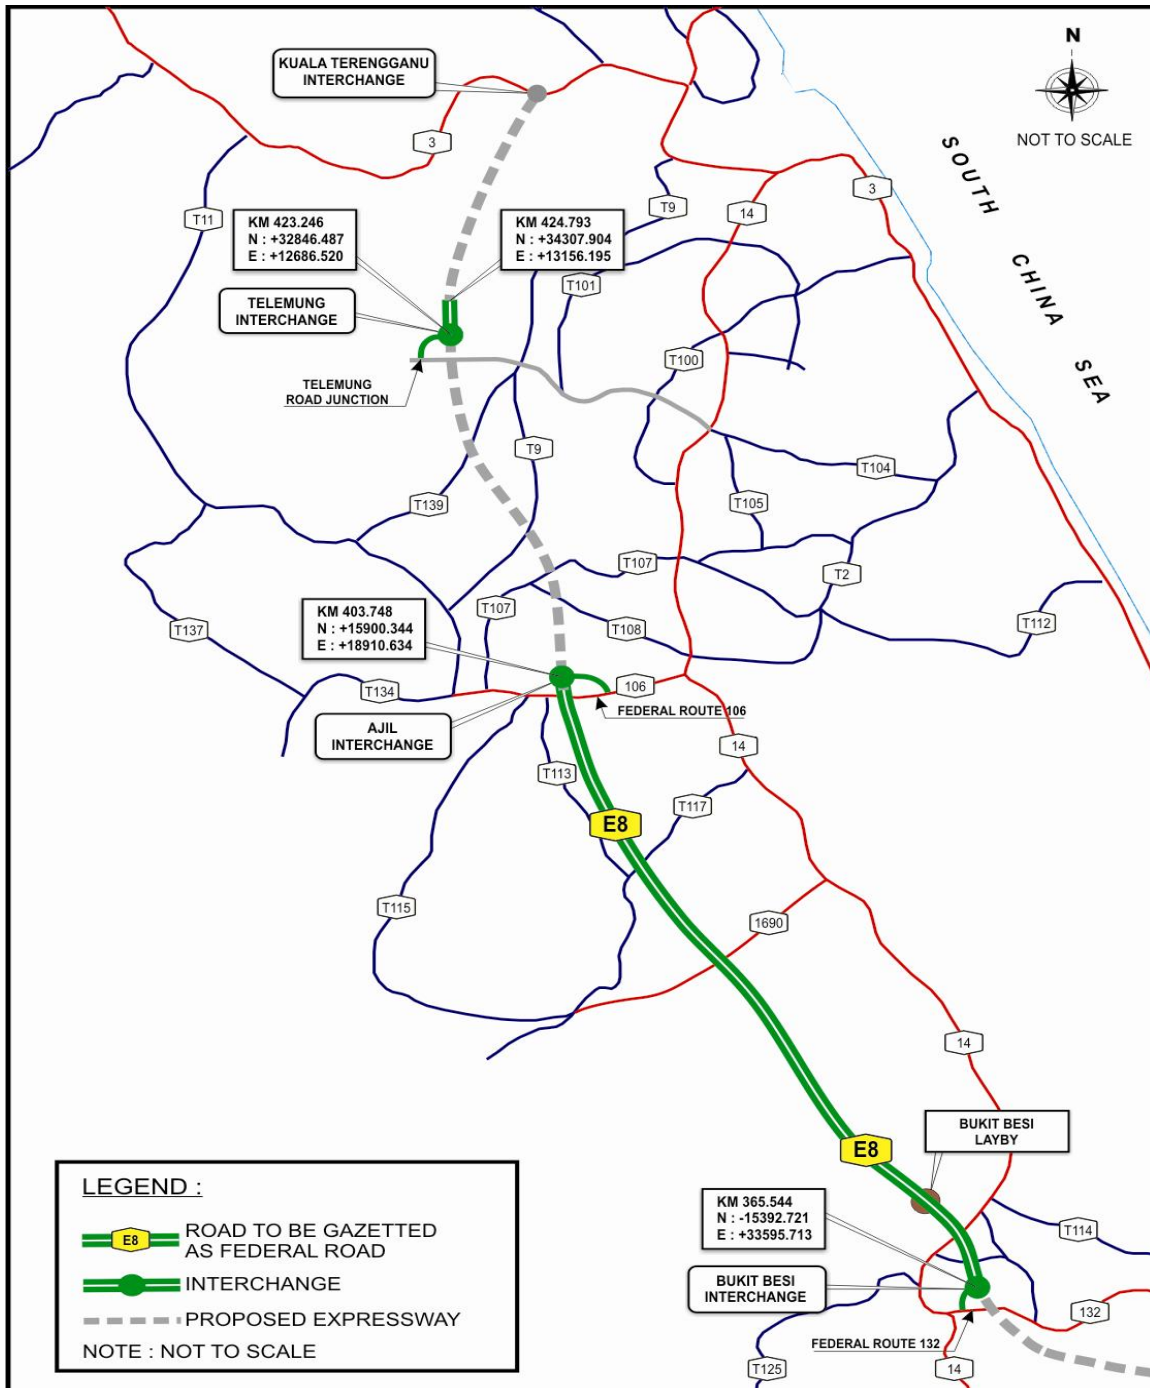 KUALA TERENGGANU
INTERCHANGE
N
NOT TO SCALE
3
SOUTH CHINA SEA
3
T11
T9
14
KM 423.246
N : +32846.487
E : +12686.520
KM 424.793
N : +34307.904
E : +13156.195
T101
TELEMUNG
INTERCHANGE
T100
TELEMUNG
ROAD JUNCTION
T9
T104
T139
T105
T107
T2
KM 403.748
N : +15900.344
E : +18910.634
T107
T108
T112
T137
T134
106
FEDERAL ROUTE 106
AJIL
INTERCHANGE
14
T113
T117
E8
T115
1690
14
BUKIT BESI
LAYBY
E8
KM 365.544
N : -15392.721
E : +33595.713
T114
BUKIT BESI
INTERCHANGE
132
FEDERAL ROUTE 132
T125
14
LEGEND :
E8
ROAD TO BE GAZETTED
AS FEDERAL ROAD
INTERCHANGE
PROPOSED EXPRESSWAY
NOTE : NOT TO SCALE